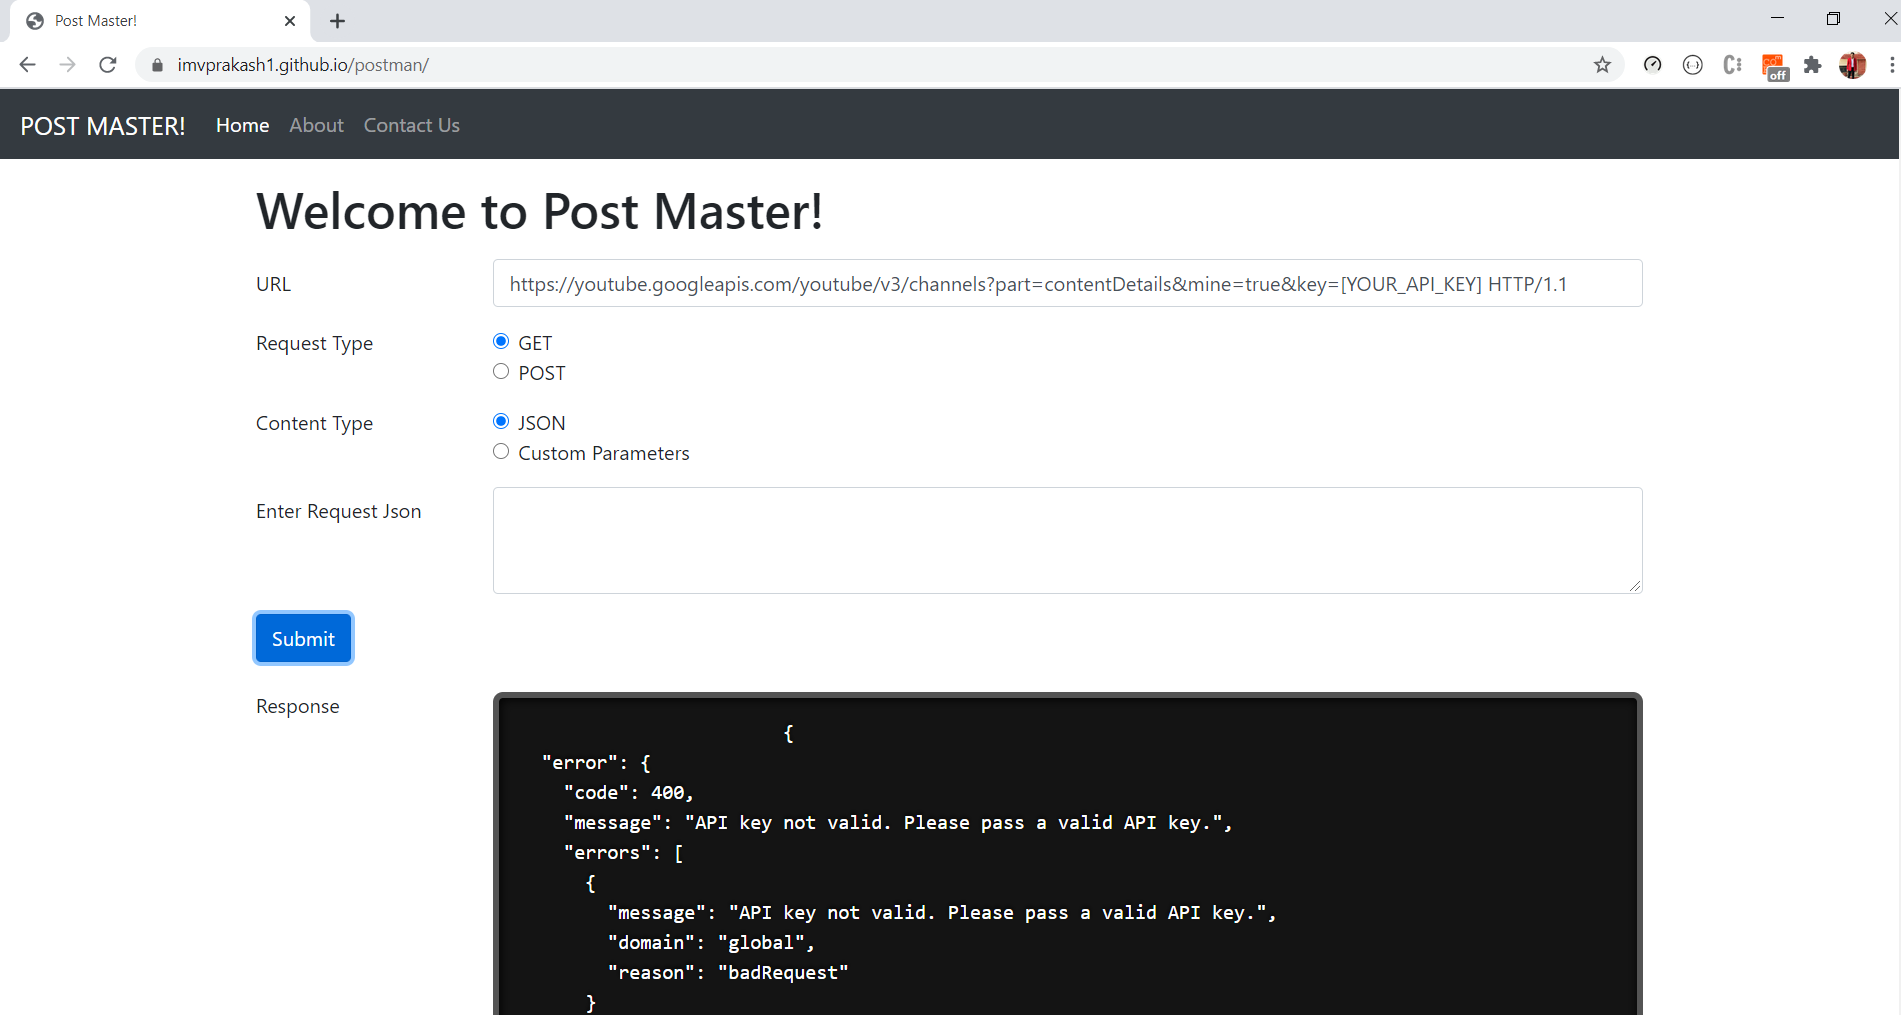 Post Master!
imvprakash1.github.io/postman/
off
POST MASTER! Home About Contact Us
Welcome to Post Master!
URL https://youtube.googleapis.com/youtube/v3/channels?part=contentDetails&mine=true&key=[YOUR_API_KEY] HTTP/1.1
Request Type GET
POST
Content Type JSON
Custom Parameters
Enter Request Json
Submit
Response
{
"error": {
"code": 400,
"message": "API key not valid. Please pass a valid API key.",
"errors": [
{
"message": "API key not valid. Please pass a valid API key.",
"domain": "global",
"reason": "badRequest"
}